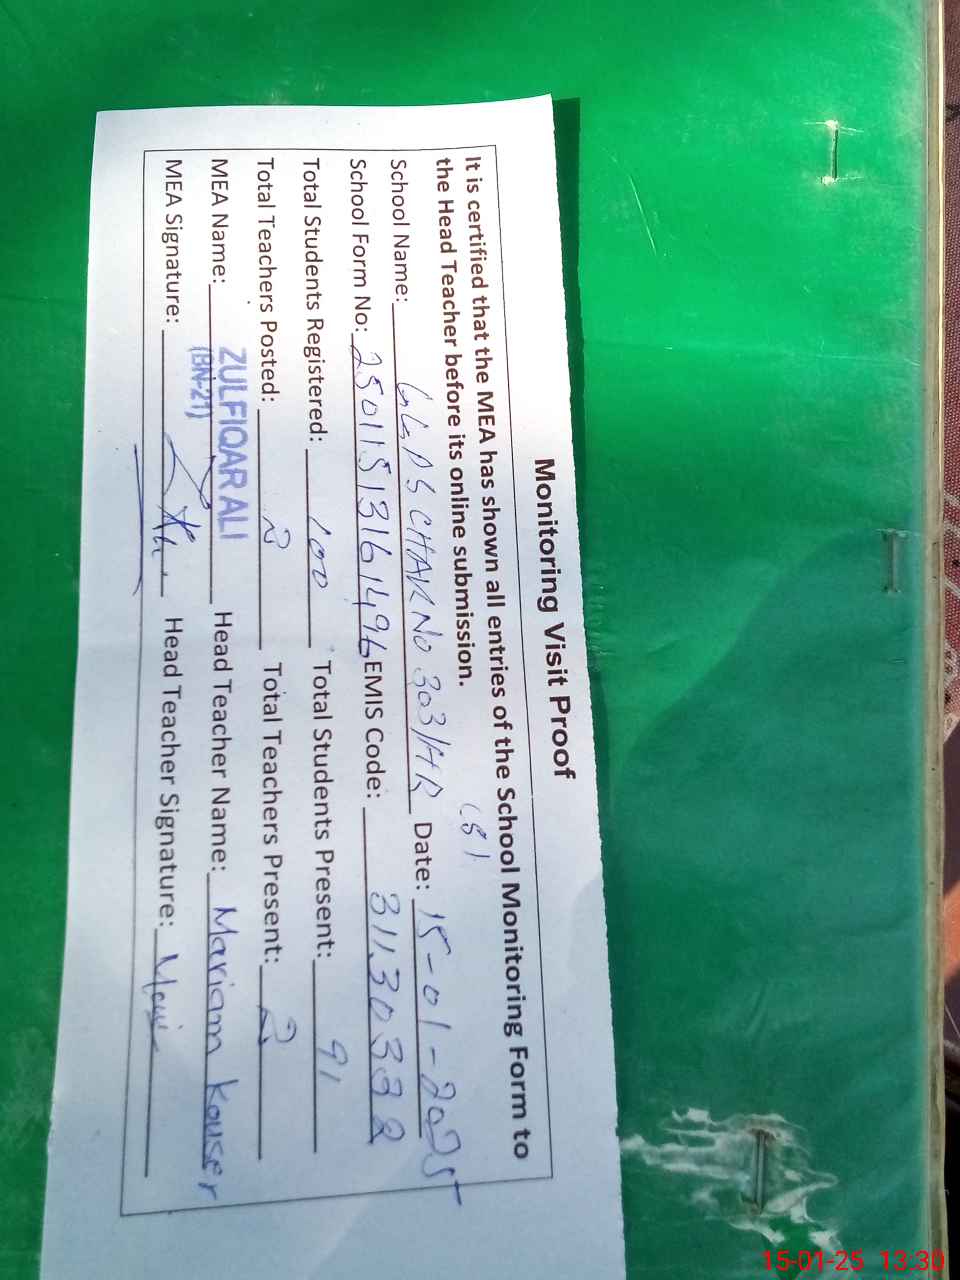 Monitoring Visit Proof
It is certified that the MEA has shown all entries of the School Monitoring Form to
the Head Teacher before its online submission.
(S)
School Name: GGPS CHAK NO 303/HR Date: 15-01-2025
School Form No: 25011513161496 EMIS Code: 31130332
Total Students Registered: 100 Total Students Present: 91
Total Teachers Posted: 2 Total Teachers Present: 2
MEA Name: ZULFIQAR ALI Head Teacher Name: Mariam Kouser
(BN-21)
MEA Signature: Head Teacher Signature:
15-01-25 13:30